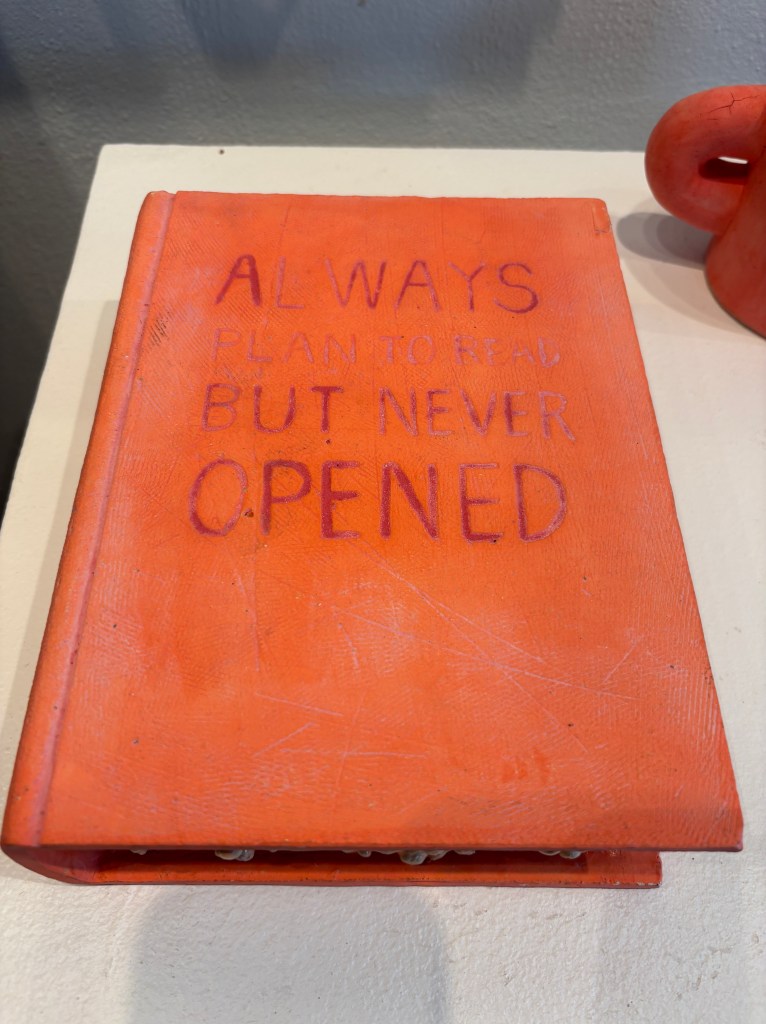 ALWAYS
PLAN TO READ
BUT NEVER
OPENED